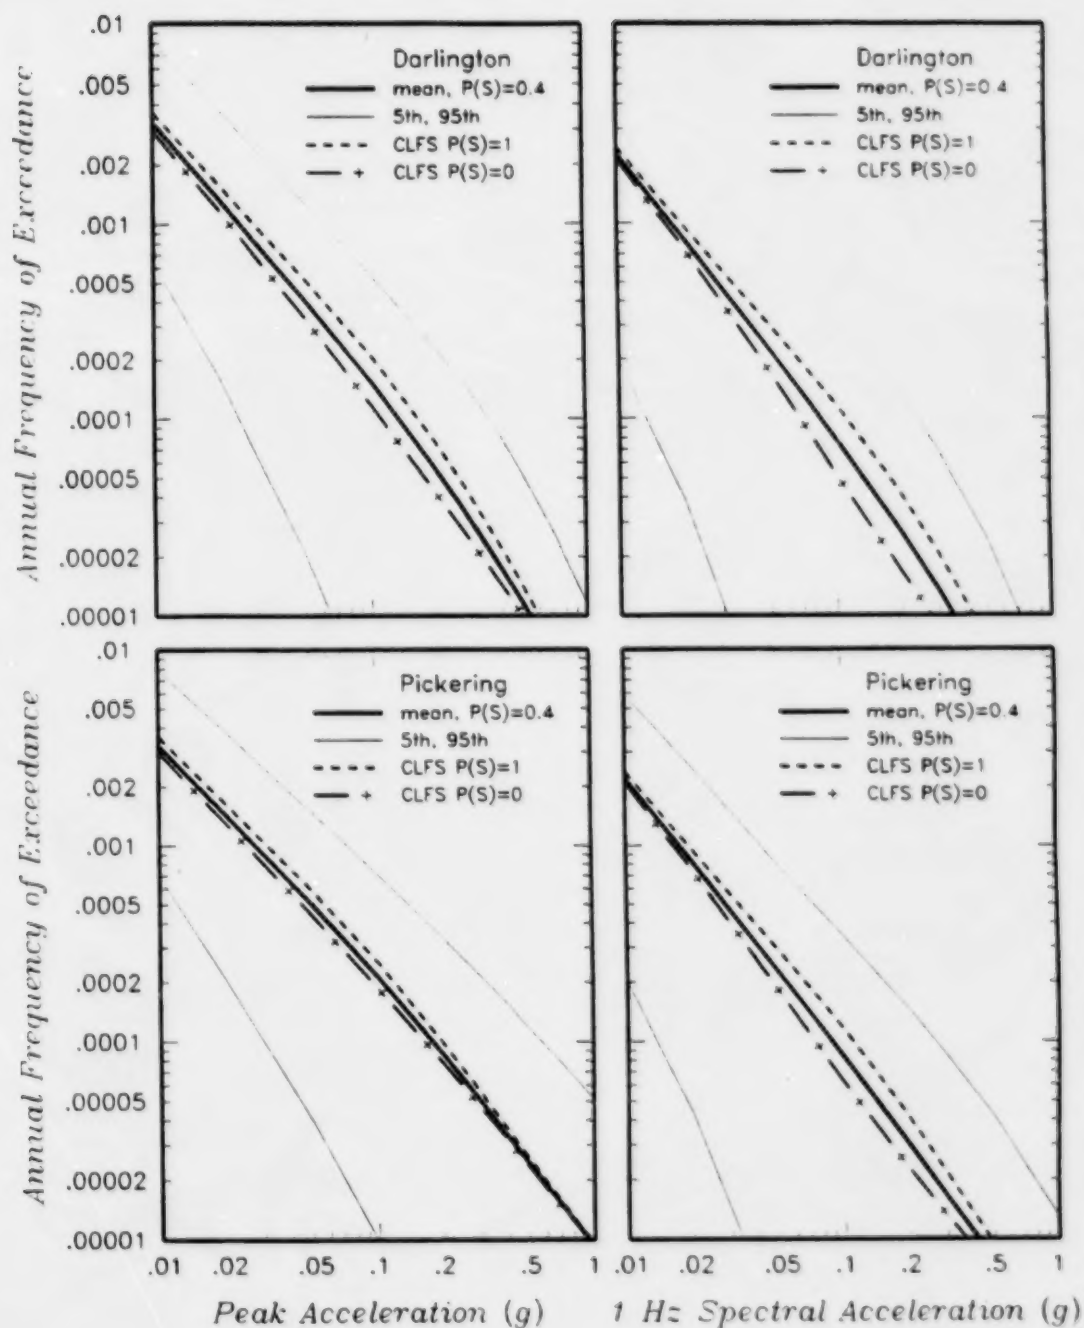 Annual Frequency of Exceedance
.01
.005
.002
.001
.0005
.0002
.0001
.00005
.00002
.00001
Darlington
mean, P(S)=0.4
5th, 95th
CLFS P(S)=1
CLFS P(S)=0
Darlington
mean, P(S)=0.4
5th, 95th
CLFS P(S)=1
CLFS P(S)=0
Annual Frequency of Exceedance
.01
.005
.002
.001
.0005
.0002
.0001
.00005
.00002
.00001
Pickering
mean, P(S)=0.4
5th, 95th
CLFS P(S)=1
CLFS P(S)=0
Pickering
mean, P(S)=0.4
5th, 95th
CLFS P(S)=1
CLFS P(S)=0
.01 .02 .05 .1 .2 .5 1
.01 .02 .05 .1 .2 .5 1
Peak Acceleration (g)
1 Hz Spectral Acceleration (g)